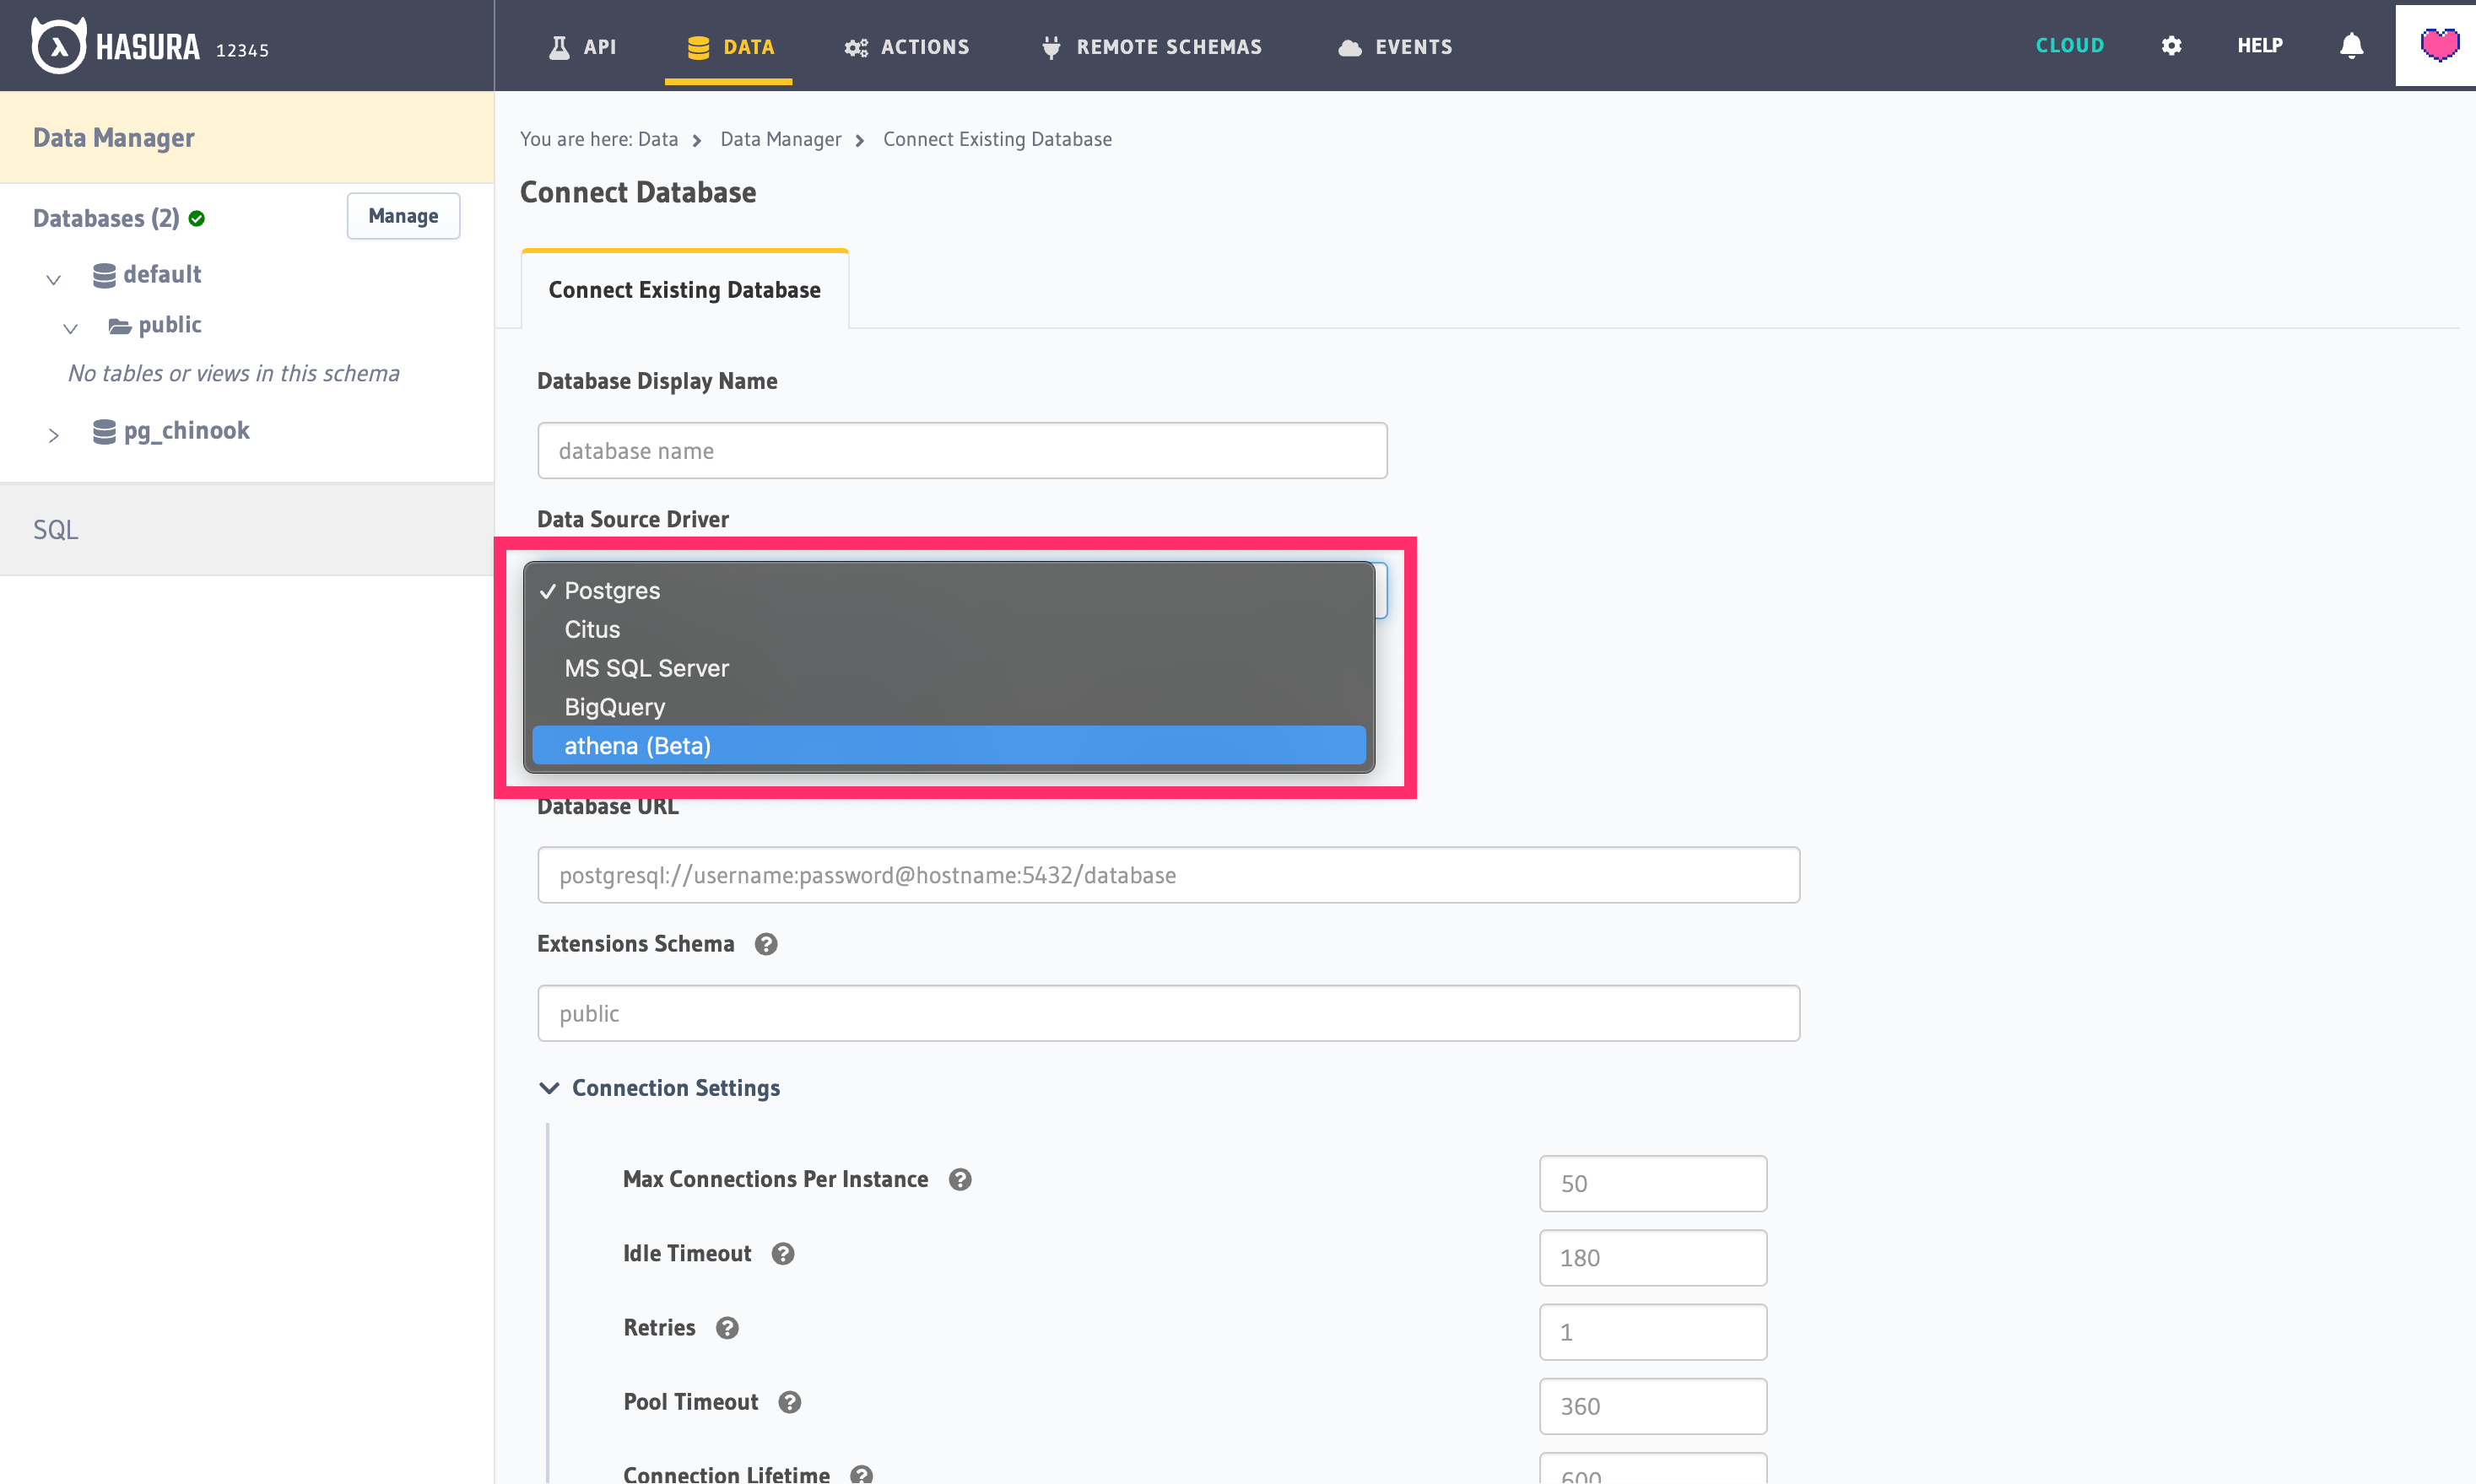 HASURA 12345
API
DATA
ACTIONS
REMOTE SCHEMAS
EVENTS
CLOUD
HELP
Data Manager
Databases (2)
Manage
default
public
No tables or views in this schema
pg_chinook
SQL
You are here: Data
Data Manager
Connect Existing Database
Connect Database
Connect Existing Database
Database Display Name
database name
Data Source Driver
Postgres
Citus
MS SQL Server
BigQuery
athena (Beta)
Database URL
postgresql://username:password@hostname:5432/database
Extensions Schema
public
Connection Settings
Max Connections Per Instance
50
Idle Timeout
180
Retries
1
Pool Timeout
360
Connection Lifetime
600